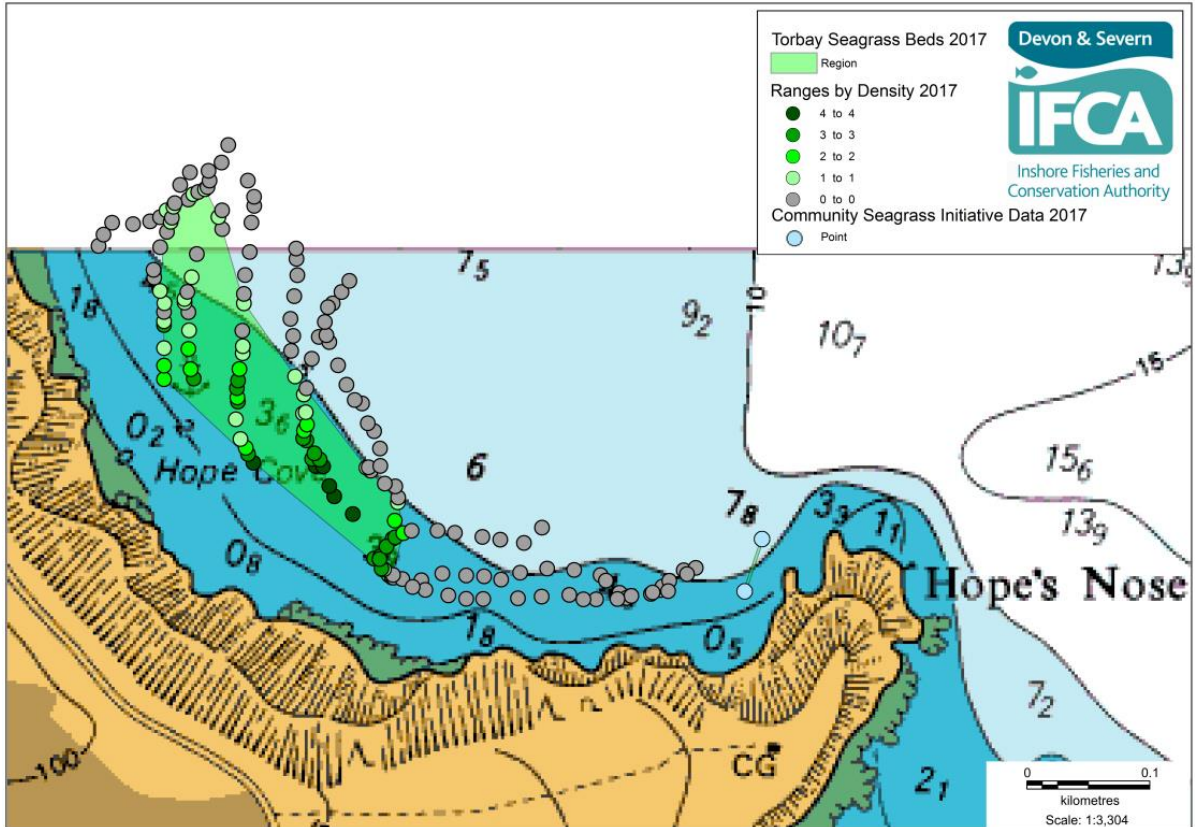 Torbay Seagrass Beds 2017
Region
Ranges by Density 2017
4 to 4
3 to 3
2 to 2
1 to 1
0 to 0
Community Seagrass Initiative Data 2017
Point
Devon & Severn
IFCA
Inshore Fisheries and
Conservation Authority
13₉
7₅
1₈
9₂
10
10₇
15
3₆
0₂
Hope Cove
6
15₆
7₈
3₉
1₁
13₉
0₈
Hope's Nose
1₈
0₅
7₂
100
CG
2₁
0 0.1
kilometres
Scale: 1:3,304